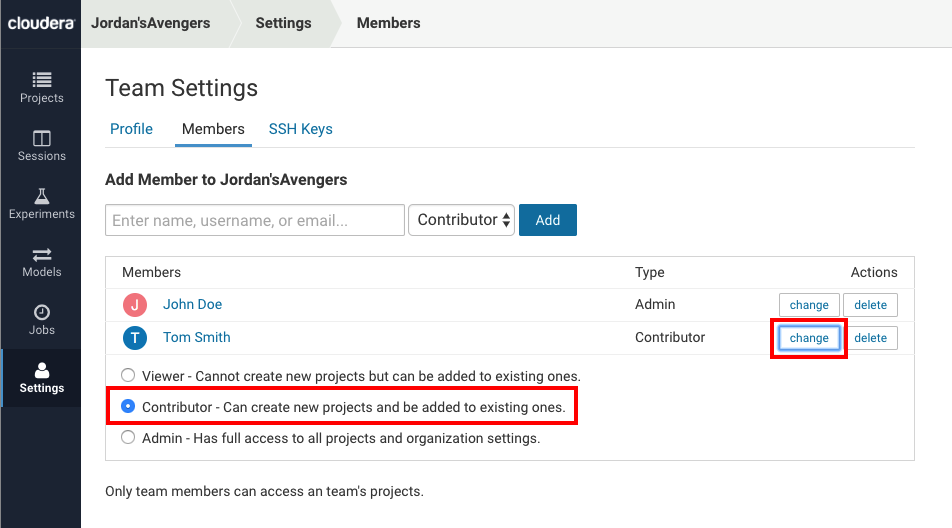 cloudera
Jordan'sAvengers Settings Members
Projects
Sessions
Experiments
Models
Jobs
Settings
Team Settings
Profile Members SSH Keys
Add Member to Jordan'sAvengers
Enter name, username, or email... Contributor Add
Members Type Actions
J John Doe Admin change delete
T Tom Smith Contributor change delete
Viewer - Cannot create new projects but can be added to existing ones.
Contributor - Can create new projects and be added to existing ones.
Admin - Has full access to all projects and organization settings.
Only team members can access an team's projects.